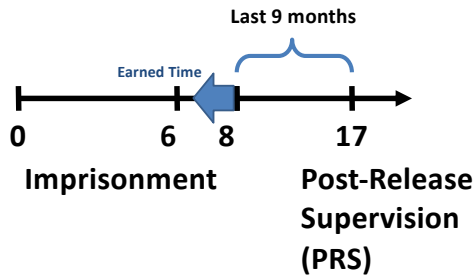 Last 9 months
Earned Time
0 6 8 17
Imprisonment
Post-Release
Supervision
(PRS)